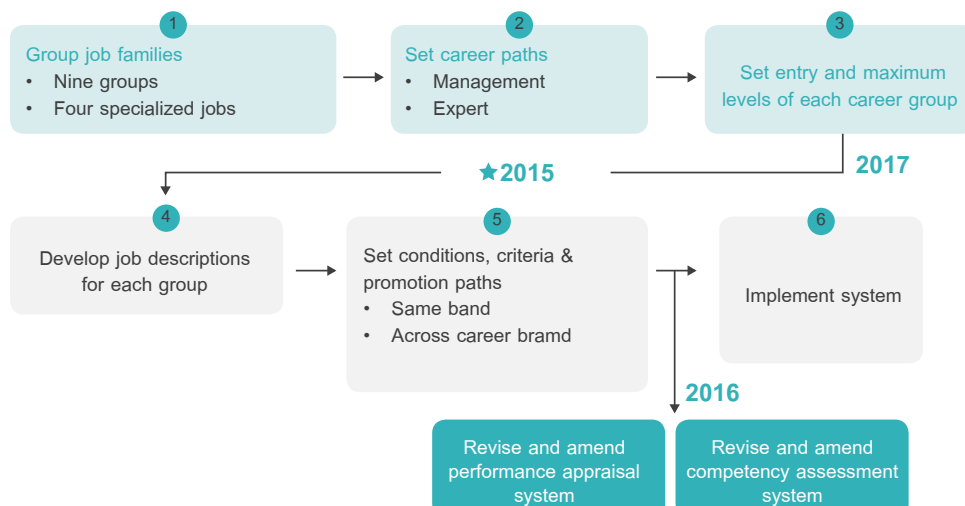 1
Group job families
• Nine groups
• Four specialized jobs
2
Set career paths
• Management
• Expert
3
Set entry and maximum
levels of each career group
2015
2017
4
Develop job descriptions
for each group
5
Set conditions, criteria &
promotion paths
• Same band
• Across career bramd
6
Implement system
2016
Revise and amend
performance appraisal
system
Revise and amend
competency assessment
system